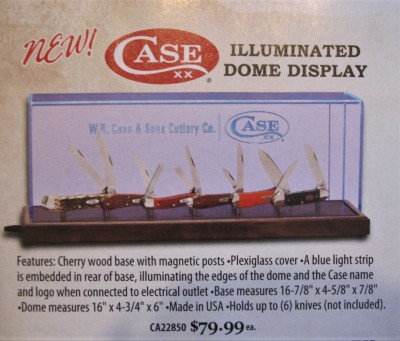 NEW!
CASE
XX
®
ILLUMINATED
DOME DISPLAY
W.R. Case & Sons Cutlery Co.
CASE
XX
Features: Cherry wood base with magnetic posts •Plexiglass cover •A blue light strip
is embedded in rear of base, illuminating the edges of the dome and the Case name
and logo when connected to electrical outlet •Base measures 16-7/8" x 4-5/8" x 7/8"
•Dome measures 16" x 4-3/4" x 6" •Made in USA •Holds up to (6) knives (not included).
CA22850 $79.99 ea.